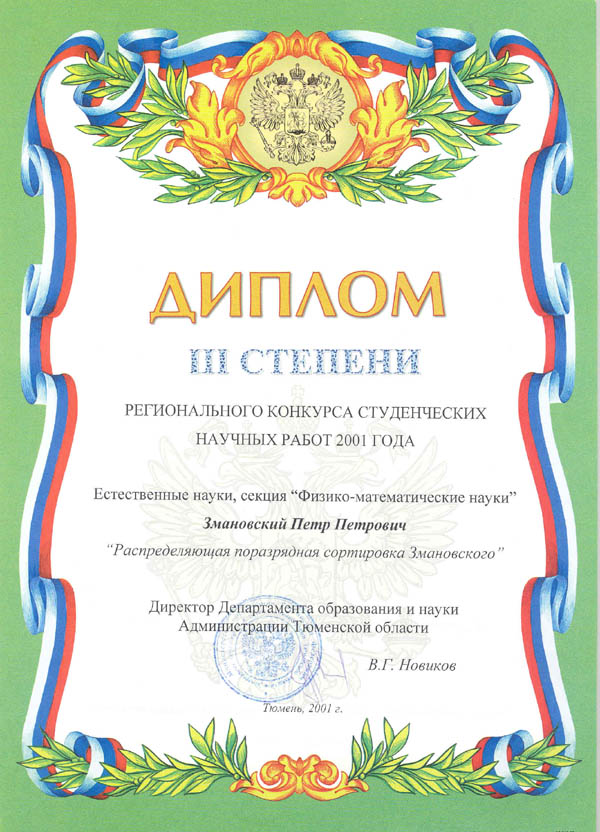 ДИПЛОМ
III СТЕПЕНИ
РЕГИОНАЛЬНОГО КОНКУРСА СТУДЕНЧЕСКИХ
НАУЧНЫХ РАБОТ 2001 ГОДА
Естественные науки, секция “Физико-математические науки”
Змановский Петр Петрович
“Распределяющая поразрядная сортировка Змановского”
Директор Департамента образования и науки
Администрации Тюменской области
В.Г. Новиков
Тюмень, 2001 г.